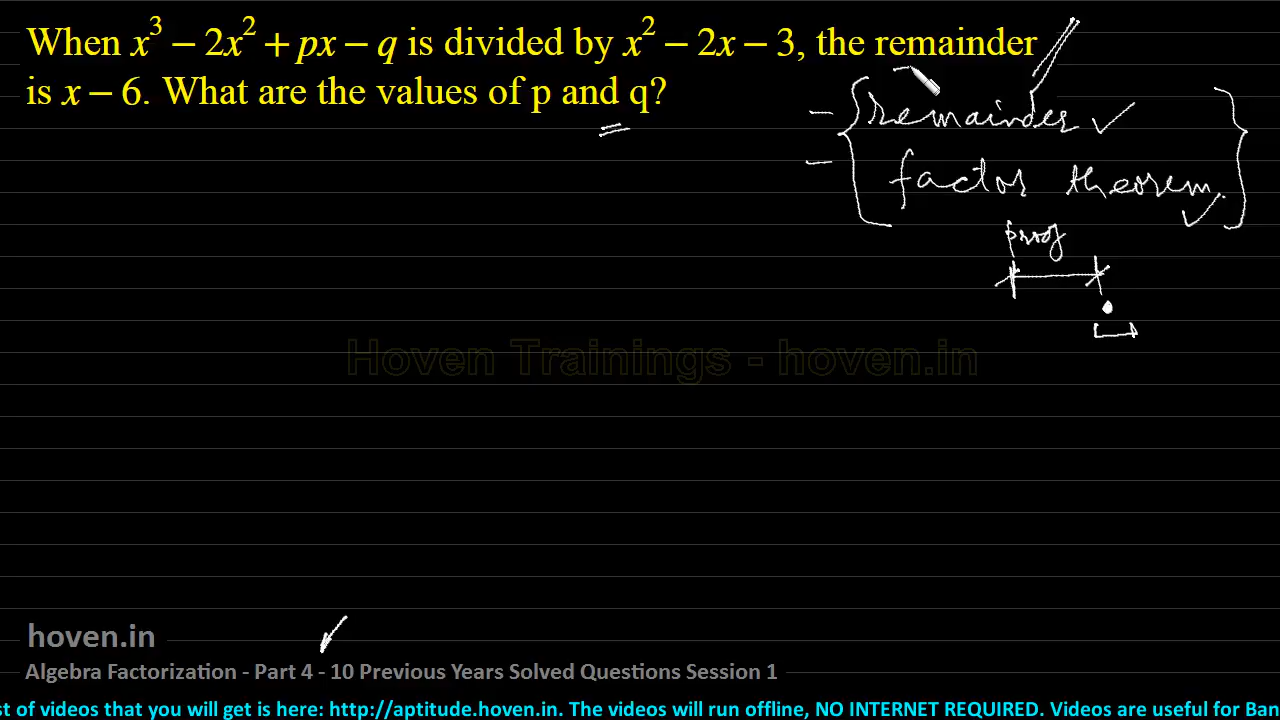 When x³ − 2x² + px − q is divided by x² − 2x − 3, the remainder
is x − 6. What are the values of p and q?
remainder
factor theorem
proof
Hoven Trainings - hoven.in
hoven.in
Algebra Factorization - Part 4 - 10 Previous Years Solved Questions Session 1
st of videos that you will get is here: http://aptitude.hoven.in. The videos will run offline, NO INTERNET REQUIRED. Videos are useful for Ban